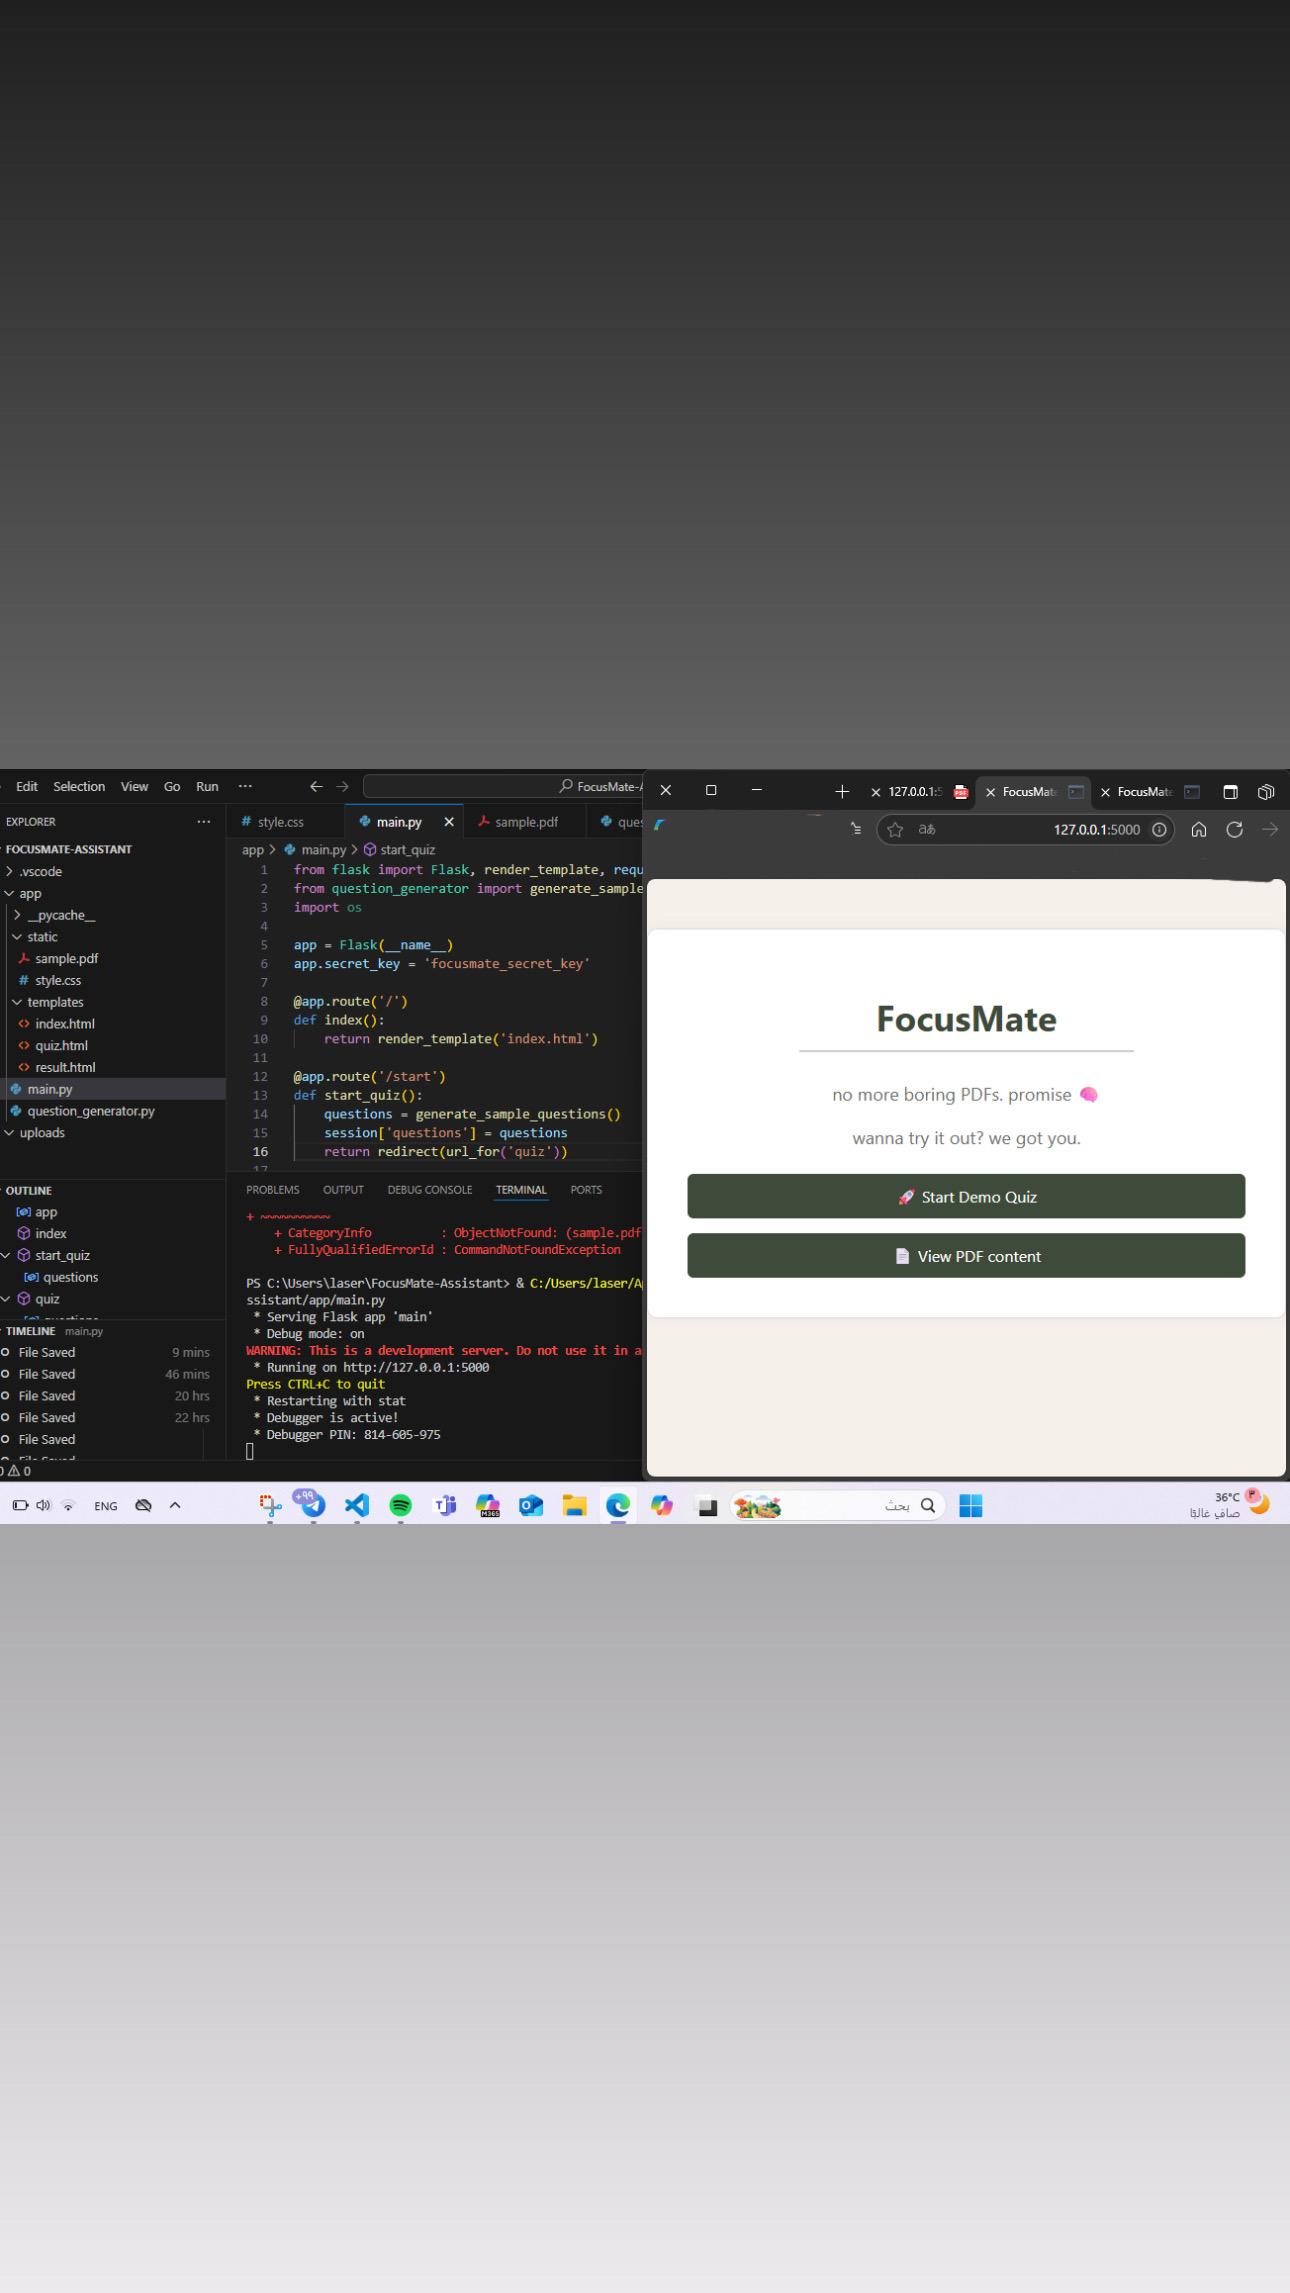 Edit Selection View Go Run ···
FocusMate-A
EXPLORER ···
FOCUSMATE-ASSISTANT
.vscode
app
__pycache__
static
sample.pdf
style.css
templates
index.html
quiz.html
result.html
main.py
question_generator.py
uploads
OUTLINE
app
index
start_quiz
questions
quiz
TIMELINE main.py
File Saved 9 mins
File Saved 46 mins
File Saved 20 hrs
File Saved 22 hrs
File Saved
0
style.css main.py sample.pdf ques
app > main.py > start_quiz
1 from flask import Flask, render_template, requ
2 from question_generator import generate_sample
3 import os
4
5 app = Flask(__name__)
6 app.secret_key = 'focusmate_secret_key'
7
8 @app.route('/')
9 def index():
10 return render_template('index.html')
11
12 @app.route('/start')
13 def start_quiz():
14 questions = generate_sample_questions()
15 session['questions'] = questions
16 return redirect(url_for('quiz'))
17
PROBLEMS OUTPUT DEBUG CONSOLE TERMINAL PORTS
+ ~~~~~~~~~~
+ CategoryInfo : ObjectNotFound: (sample.pdf
+ FullyQualifiedErrorId : CommandNotFoundException
PS C:\Users\laser\FocusMate-Assistant> & C:/Users/laser/Ap
ssistant/app/main.py
* Serving Flask app 'main'
* Debug mode: on
WARNING: This is a development server. Do not use it in a
* Running on http://127.0.0.1:5000
Press CTRL+C to quit
* Restarting with stat
* Debugger is active!
* Debugger PIN: 814-605-975
127.0.0.1:5 PDF FocusMate FocusMate
aあ 127.0.0.1:5000
FocusMate
no more boring PDFs. promise 🧠
wanna try it out? we got you.
🚀 Start Demo Quiz
📄 View PDF content
ENG +٩٩ M365 بحث 36°C ٣
صافٍ غالبًا